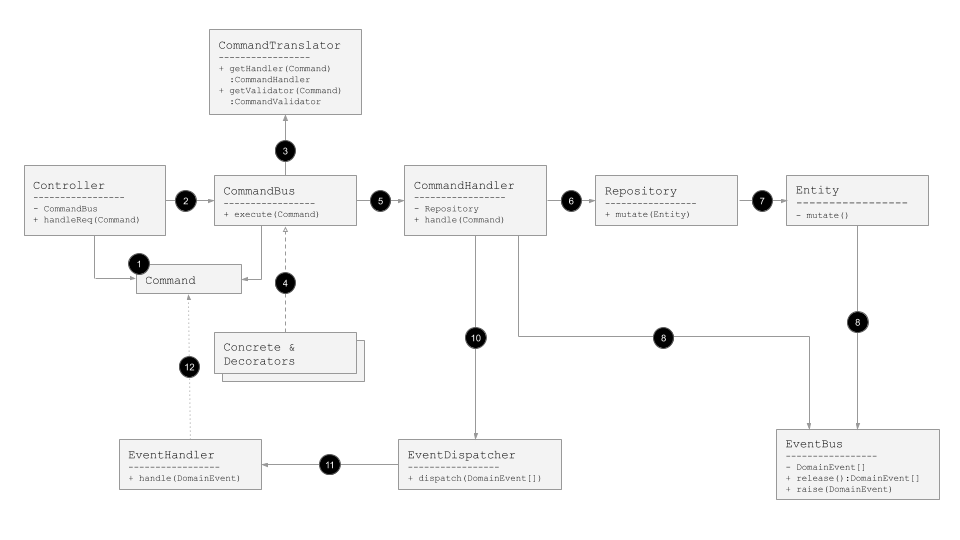 CommandTranslator
-----------------
+ getHandler(Command)
:CommandHandler
+ getValidator(Command)
:CommandValidator
3
Controller
-----------------
- CommandBus
+ handleReq(Command)
2
CommandBus
-----------------
+ execute(Command)
5
CommandHandler
-----------------
- Repository
+ handle(Command)
6
Repository
-----------------
+ mutate(Entity)
7
Entity
-----------------
- mutate()
1
Command
4
Concrete &
Decorators
12
10
8
8
EventHandler
-----------------
+ handle(DomainEvent)
11
EventDispatcher
-----------------
+ dispatch(DomainEvent[])
EventBus
-----------------
- DomainEvent[]
+ release():DomainEvent[]
+ raise(DomainEvent)